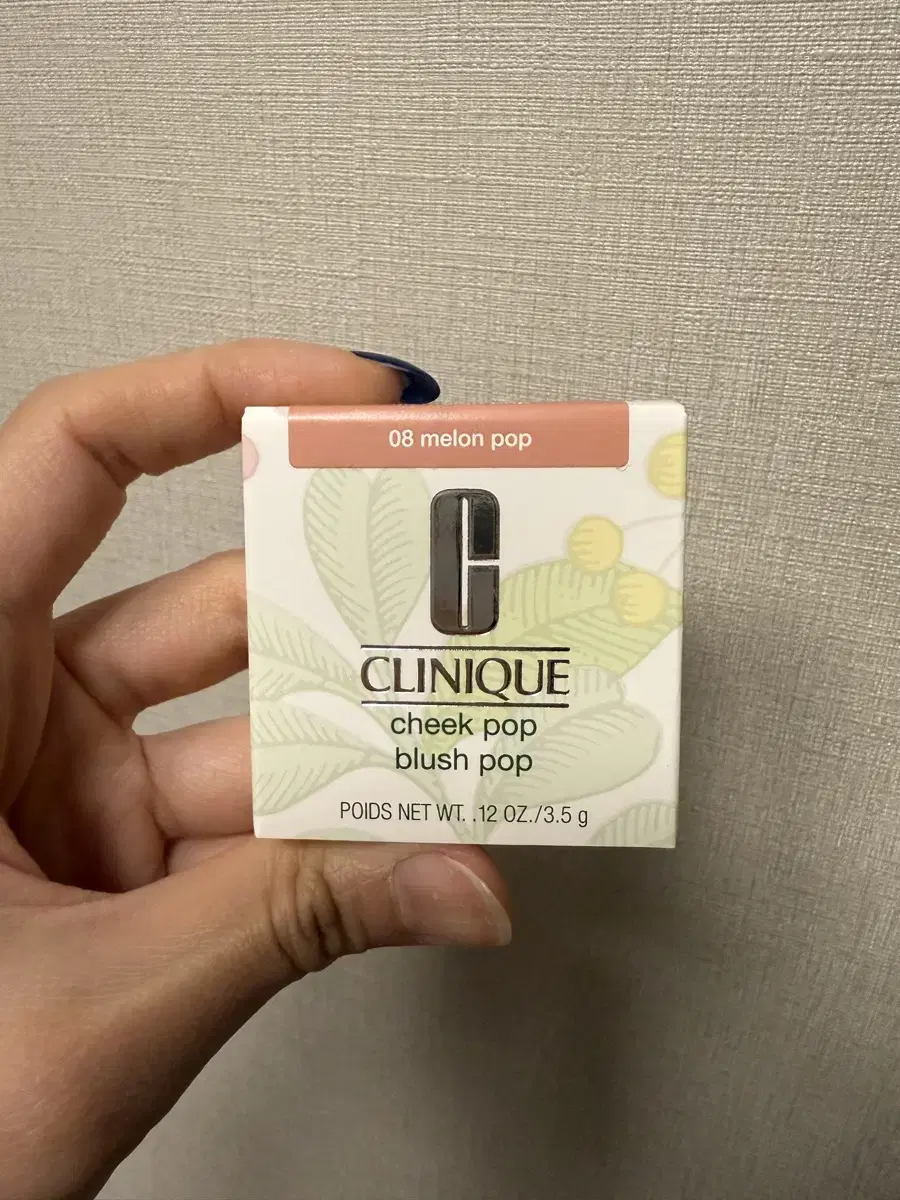 08 melon pop
CLINIQUE
cheek pop
blush pop
POIDS NET WT. .12 OZ./3.5 g